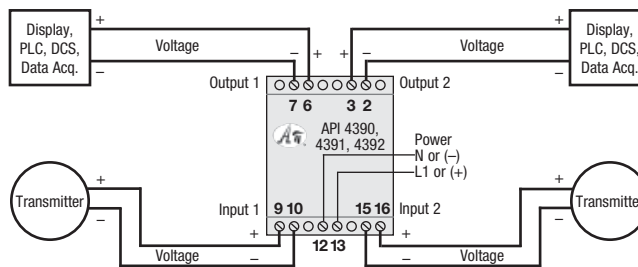 Display,
PLC, DCS,
Data Acq.
+
Voltage
–
– + + –
Voltage
+
–
Display,
PLC, DCS,
Data Acq.
Output 1
Output 2
7 6 3 2
API 4390,
4391, 4392
Power
N or (–)
L1 or (+)
Transmitter
+
–
Input 1
9 10
15 16
Input 2
12 13
+
–
Voltage
+
–
Voltage
+
–
Transmitte